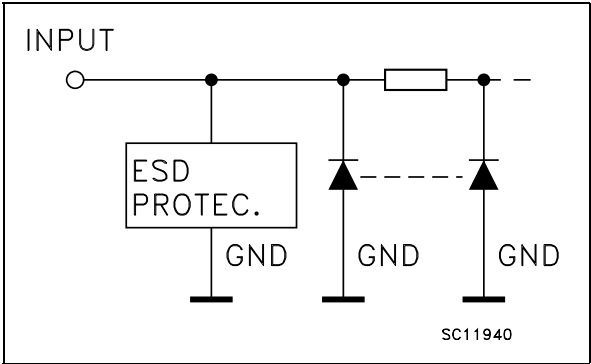 INPUT
ESD
PROTEC.
GND
GND
GND
SC11940